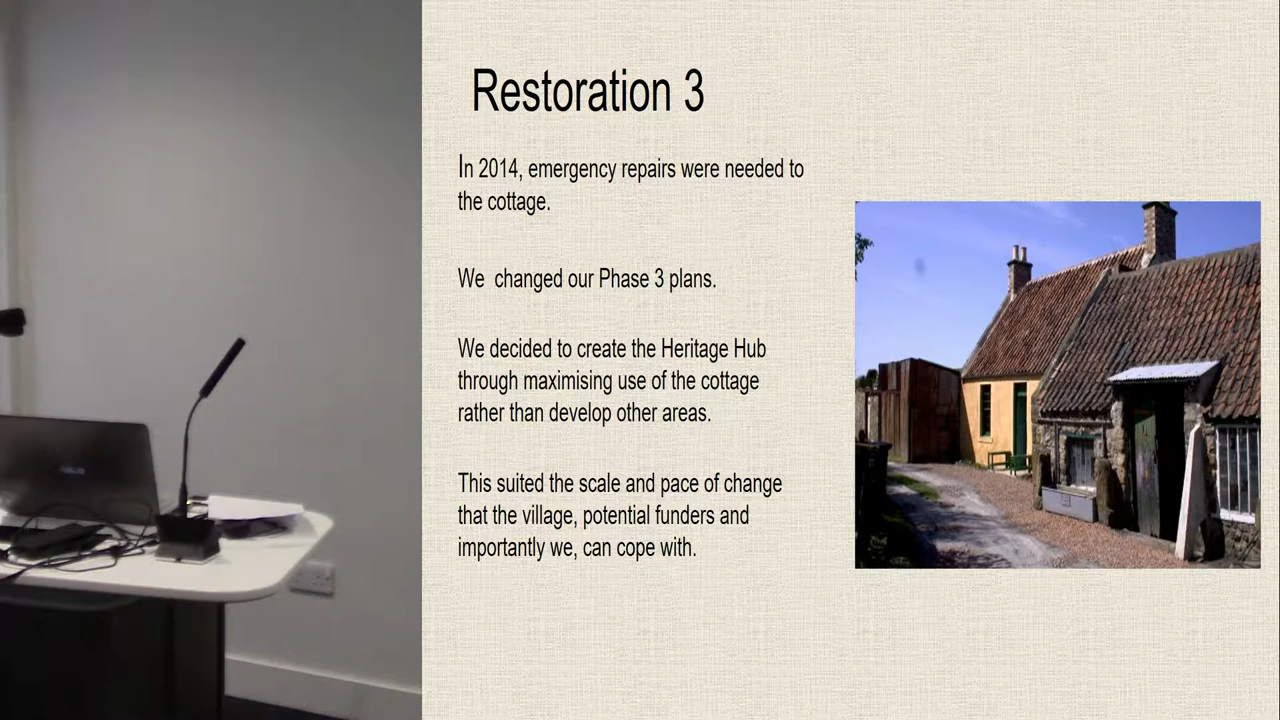 Restoration 3
In 2014, emergency repairs were needed to
the cottage.
We changed our Phase 3 plans.
We decided to create the Heritage Hub
through maximising use of the cottage
rather than develop other areas.
This suited the scale and pace of change
that the village, potential funders and
importantly we, can cope with.
ASUS